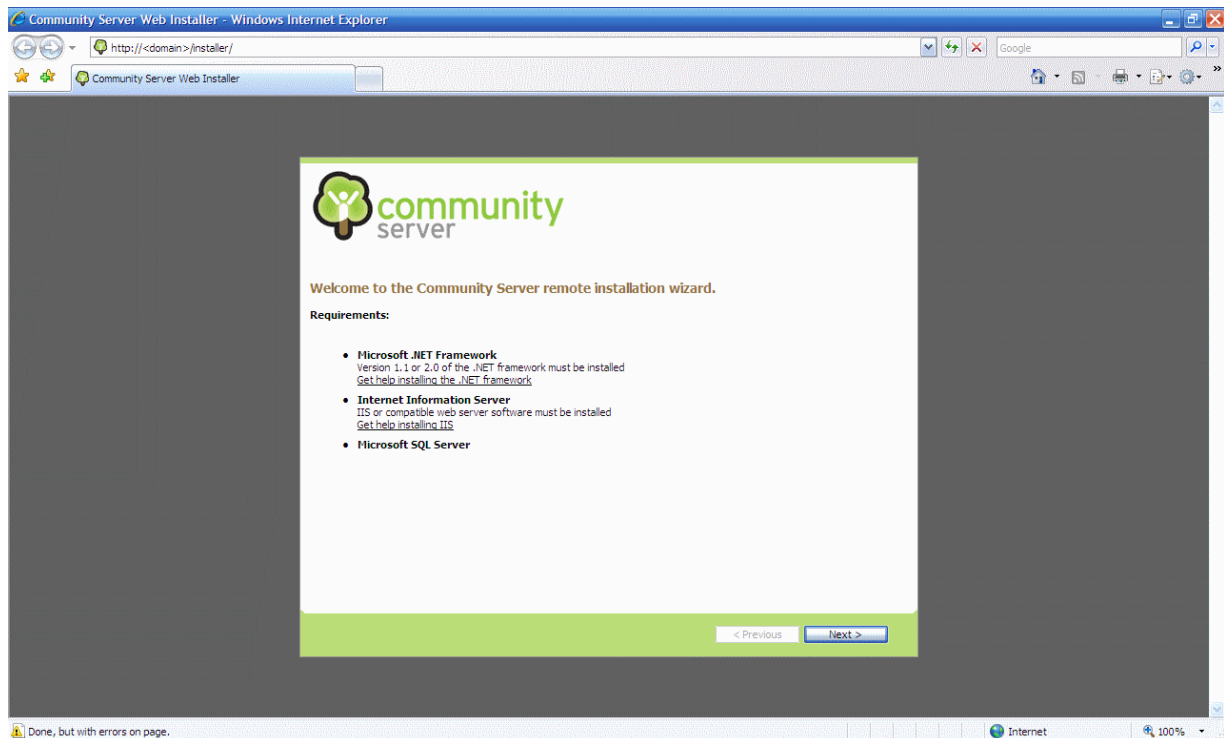 Community Server Web Installer - Windows Internet Explorer
http://<domain>/installer/
Google
Community Server Web Installer
community
server
Welcome to the Community Server remote installation wizard.
Requirements:
• Microsoft .NET Framework
Version 1.1 or 2.0 of the .NET framework must be installed
Get help installing the .NET framework
• Internet Information Server
IIS or compatible web server software must be installed
Get help installing IIS
• Microsoft SQL Server
< Previous
Next >
Done, but with errors on page.
Internet
100%